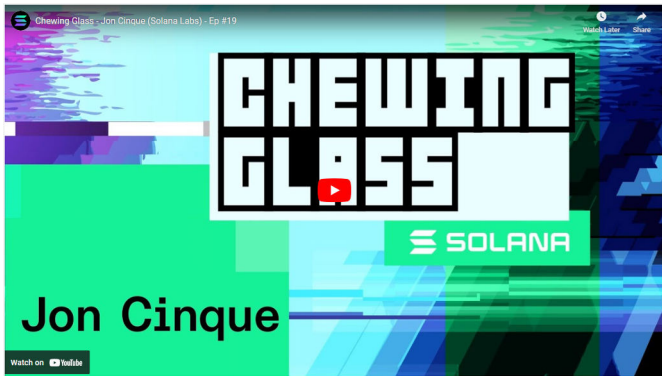 Chewing Glass - Jon Cinque (Solana Labs) - Ep #19
Watch Later
Share
CHEWING
GLASS
SOLANA
Jon Cinque
Watch on YouTube